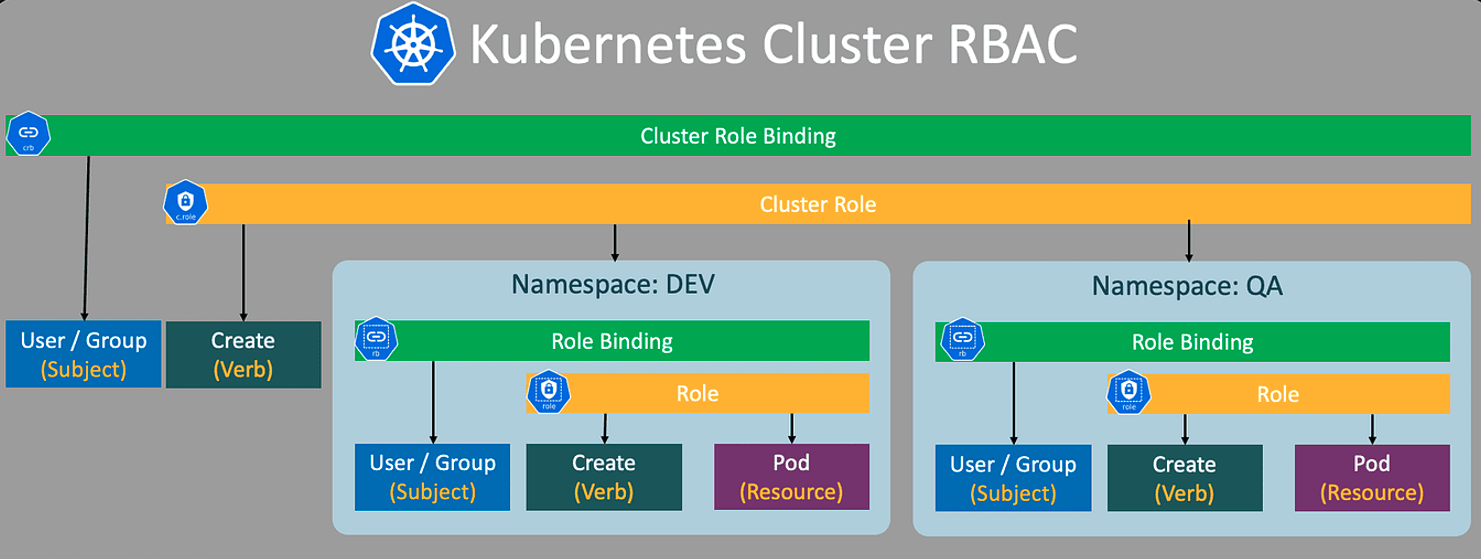 Kubernetes Cluster RBAC
crb
Cluster Role Binding
c.role
Cluster Role
User / Group
(Subject)
Create
(Verb)
Namespace: DEV
rb
Role Binding
role
Role
User / Group
(Subject)
Create
(Verb)
Pod
(Resource)
Namespace: QA
rb
Role Binding
role
Role
User / Group
(Subject)
Create
(Verb)
Pod
(Resource)